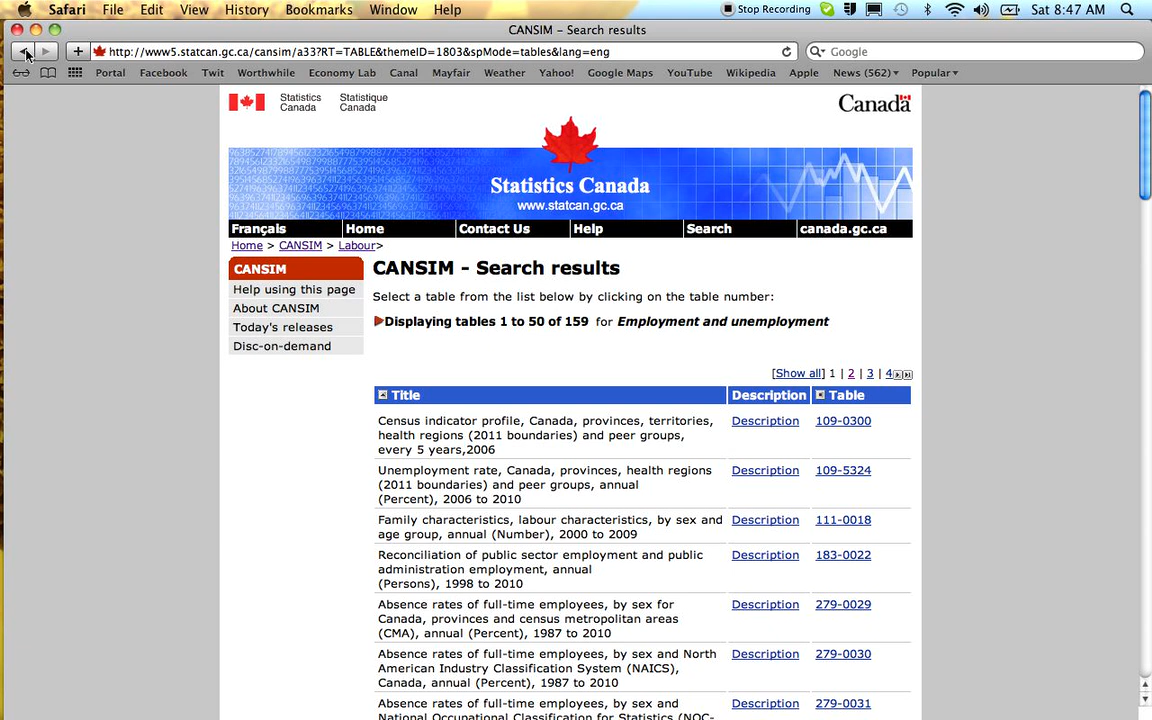 Safari File Edit View History Bookmarks Window Help Stop Recording Sat 8:47 AM
CANSIM - Search results
http://www5.statcan.gc.ca/cansim/a33?RT=TABLE&themeID=1803&spMode=tables&lang=eng Google
Portal Facebook Twit Worthwhile Economy Lab Canal Mayfair Weather Yahoo! Google Maps YouTube Wikipedia Apple News (562) Popular
Statistics Statistique Canada
Canada Canada
Statistics Canada
www.statcan.gc.ca
Français Home Contact Us Help Search canada.gc.ca
Home > CANSIM > Labour>
CANSIM
Help using this page
About CANSIM
Today's releases
Disc-on-demand
CANSIM - Search results
Select a table from the list below by clicking on the table number:
Displaying tables 1 to 50 of 159 for Employment and unemployment
[Show all] 1 | 2 | 3 | 4
Title Description Table
Census indicator profile, Canada, provinces, territories, Description 109-0300
health regions (2011 boundaries) and peer groups,
every 5 years,2006
Unemployment rate, Canada, provinces, health regions Description 109-5324
(2011 boundaries) and peer groups, annual
(Percent), 2006 to 2010
Family characteristics, labour characteristics, by sex and Description 111-0018
age group, annual (Number), 2000 to 2009
Reconciliation of public sector employment and public Description 183-0022
administration employment, annual
(Persons), 1998 to 2010
Absence rates of full-time employees, by sex for Description 279-0029
Canada, provinces and census metropolitan areas
(CMA), annual (Percent), 1987 to 2010
Absence rates of full-time employees, by sex and North Description 279-0030
American Industry Classification System (NAICS),
Canada, annual (Percent), 1987 to 2010
Absence rates of full-time employees, by sex and Description 279-0031
National Occupational Classification for Statistics (NOC-